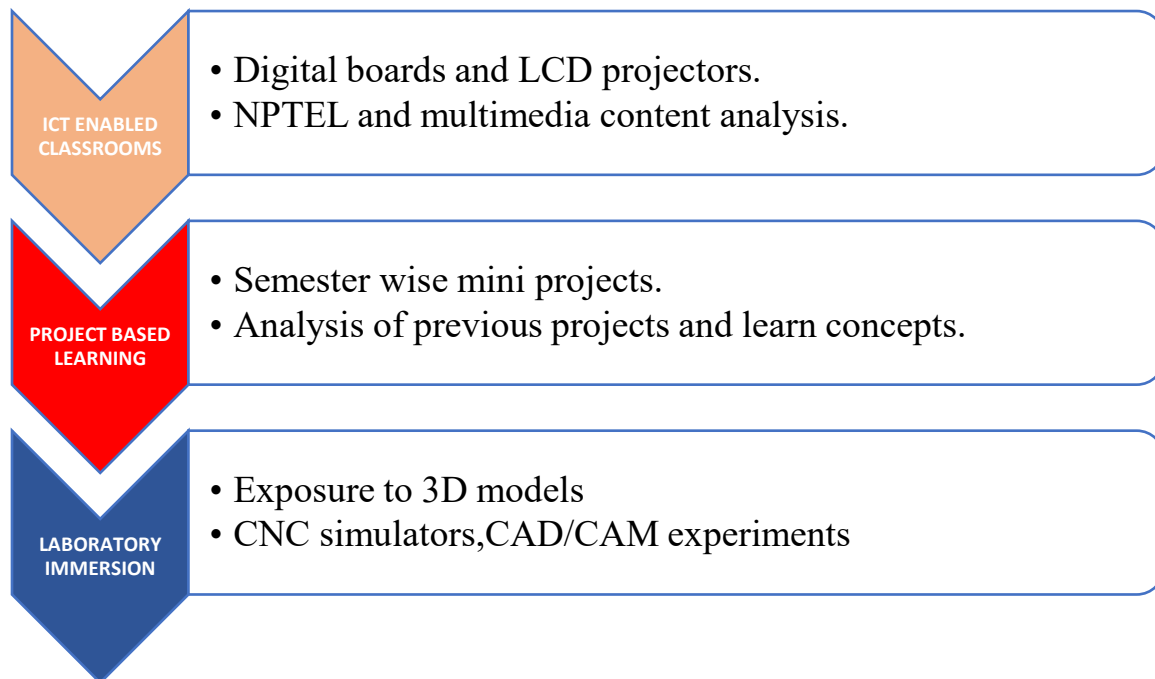 ICT ENABLED
CLASSROOMS
• Digital boards and LCD projectors.
• NPTEL and multimedia content analysis.
PROJECT BASED
LEARNING
• Semester wise mini projects.
• Analysis of previous projects and learn concepts.
LABORATORY
IMMERSION
• Exposure to 3D models
• CNC simulators,CAD/CAM experiments